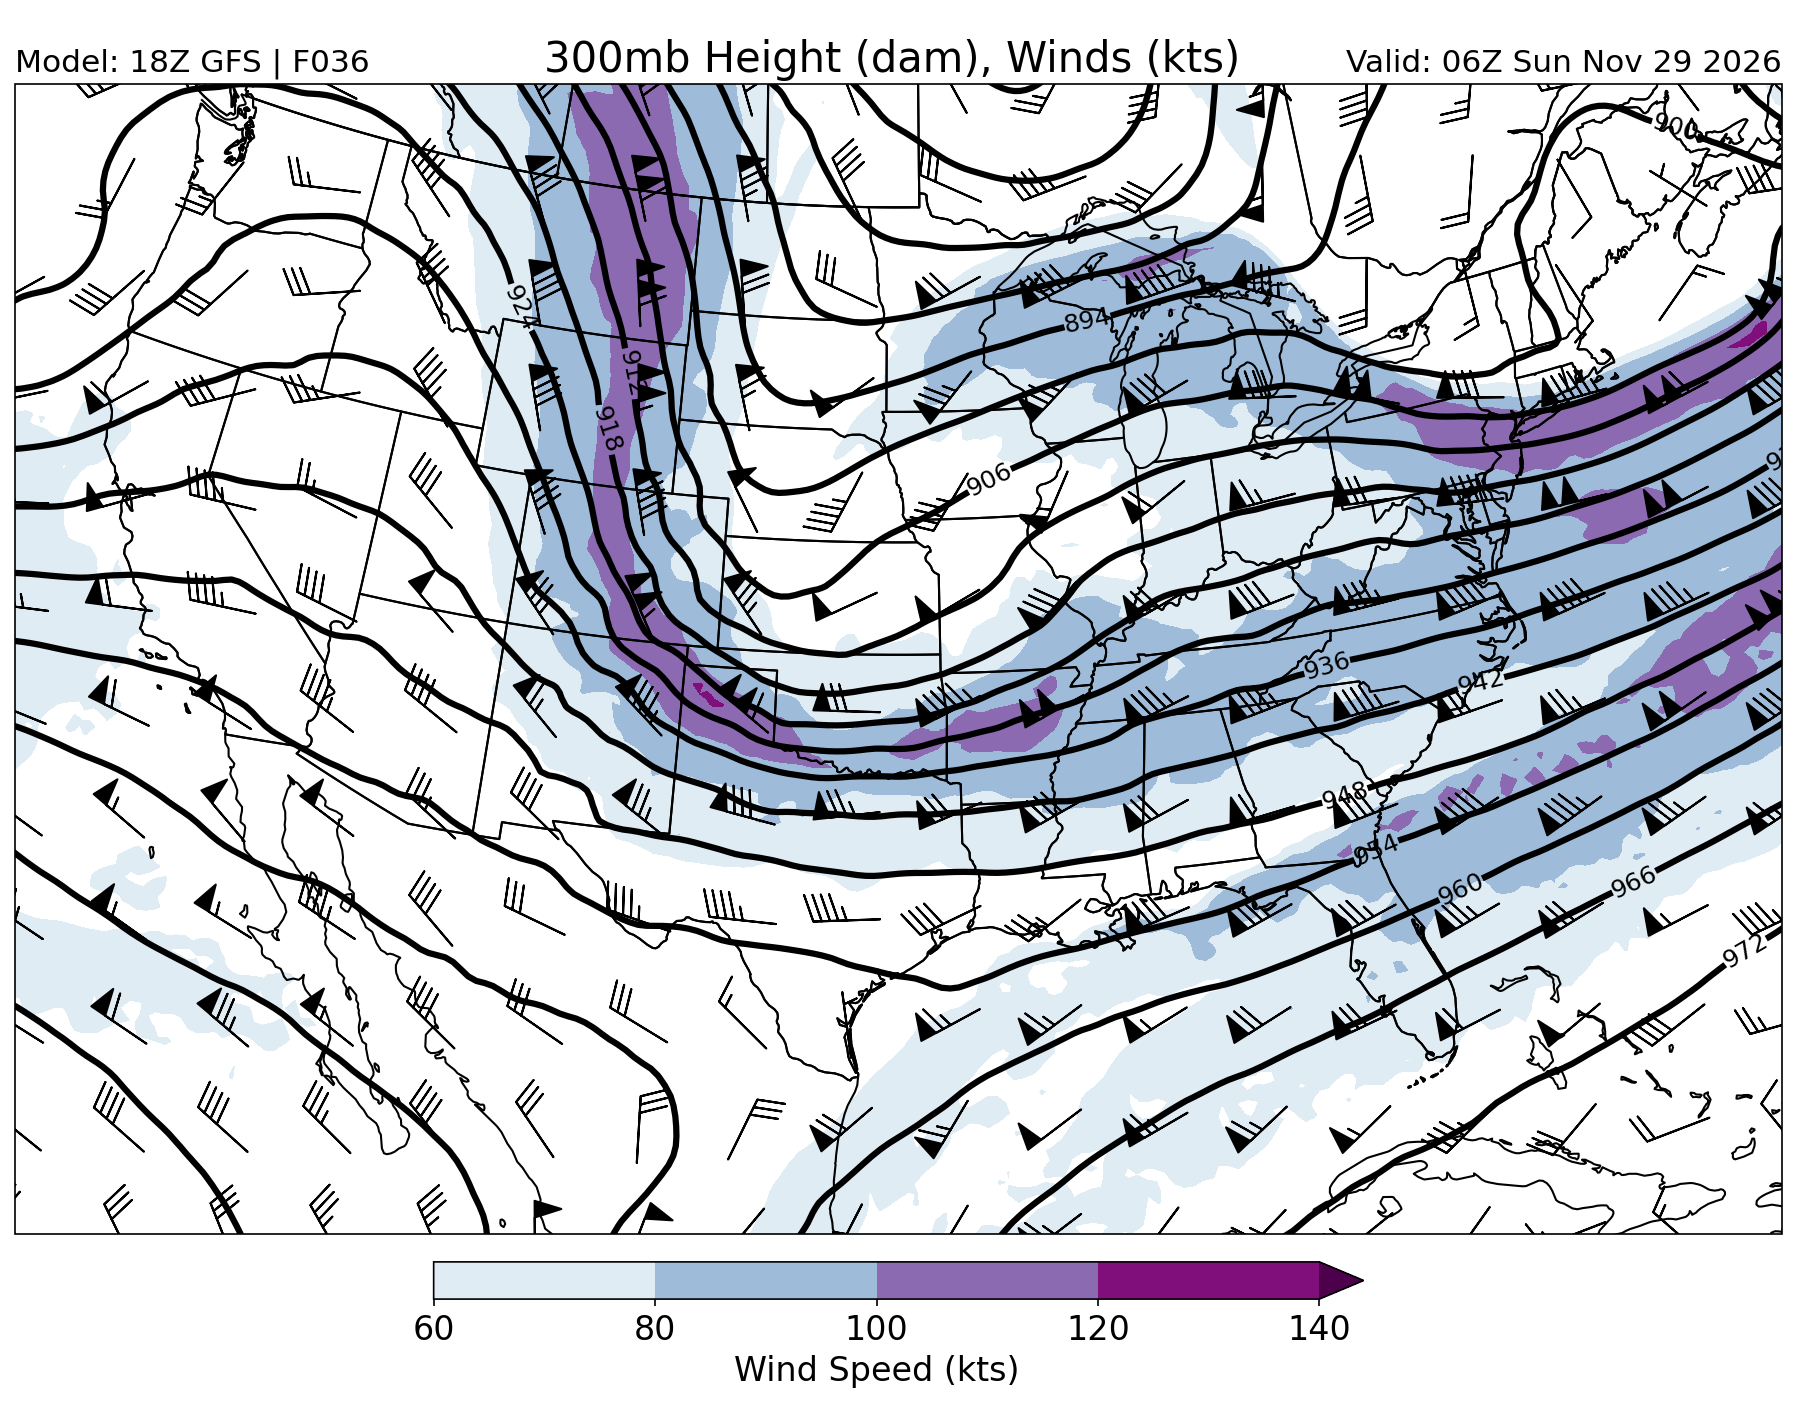 Model: 18Z GFS | F036
300mb Height (dam), Winds (kts)
Valid: 06Z Sun Nov 29 2026
900
924
894
912
918
906
936
942
948
954
960
966
972
60 80 100 120 140
Wind Speed (kts)